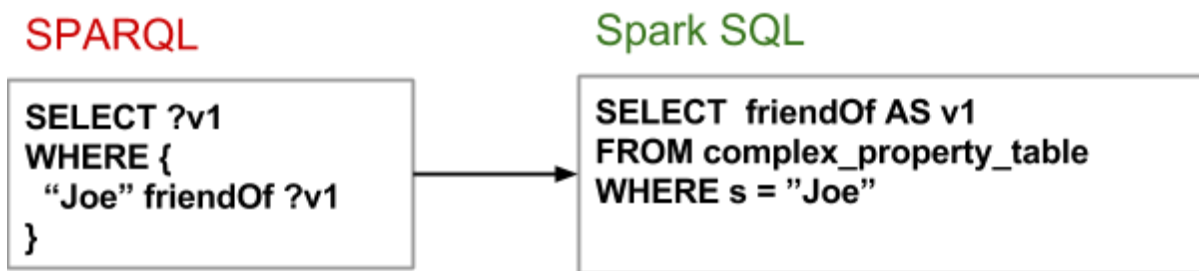 SPARQL
SELECT ?v1
WHERE {
“Joe” friendOf ?v1
}
Spark SQL
SELECT friendOf AS v1
FROM complex_property_table
WHERE s = ”Joe”